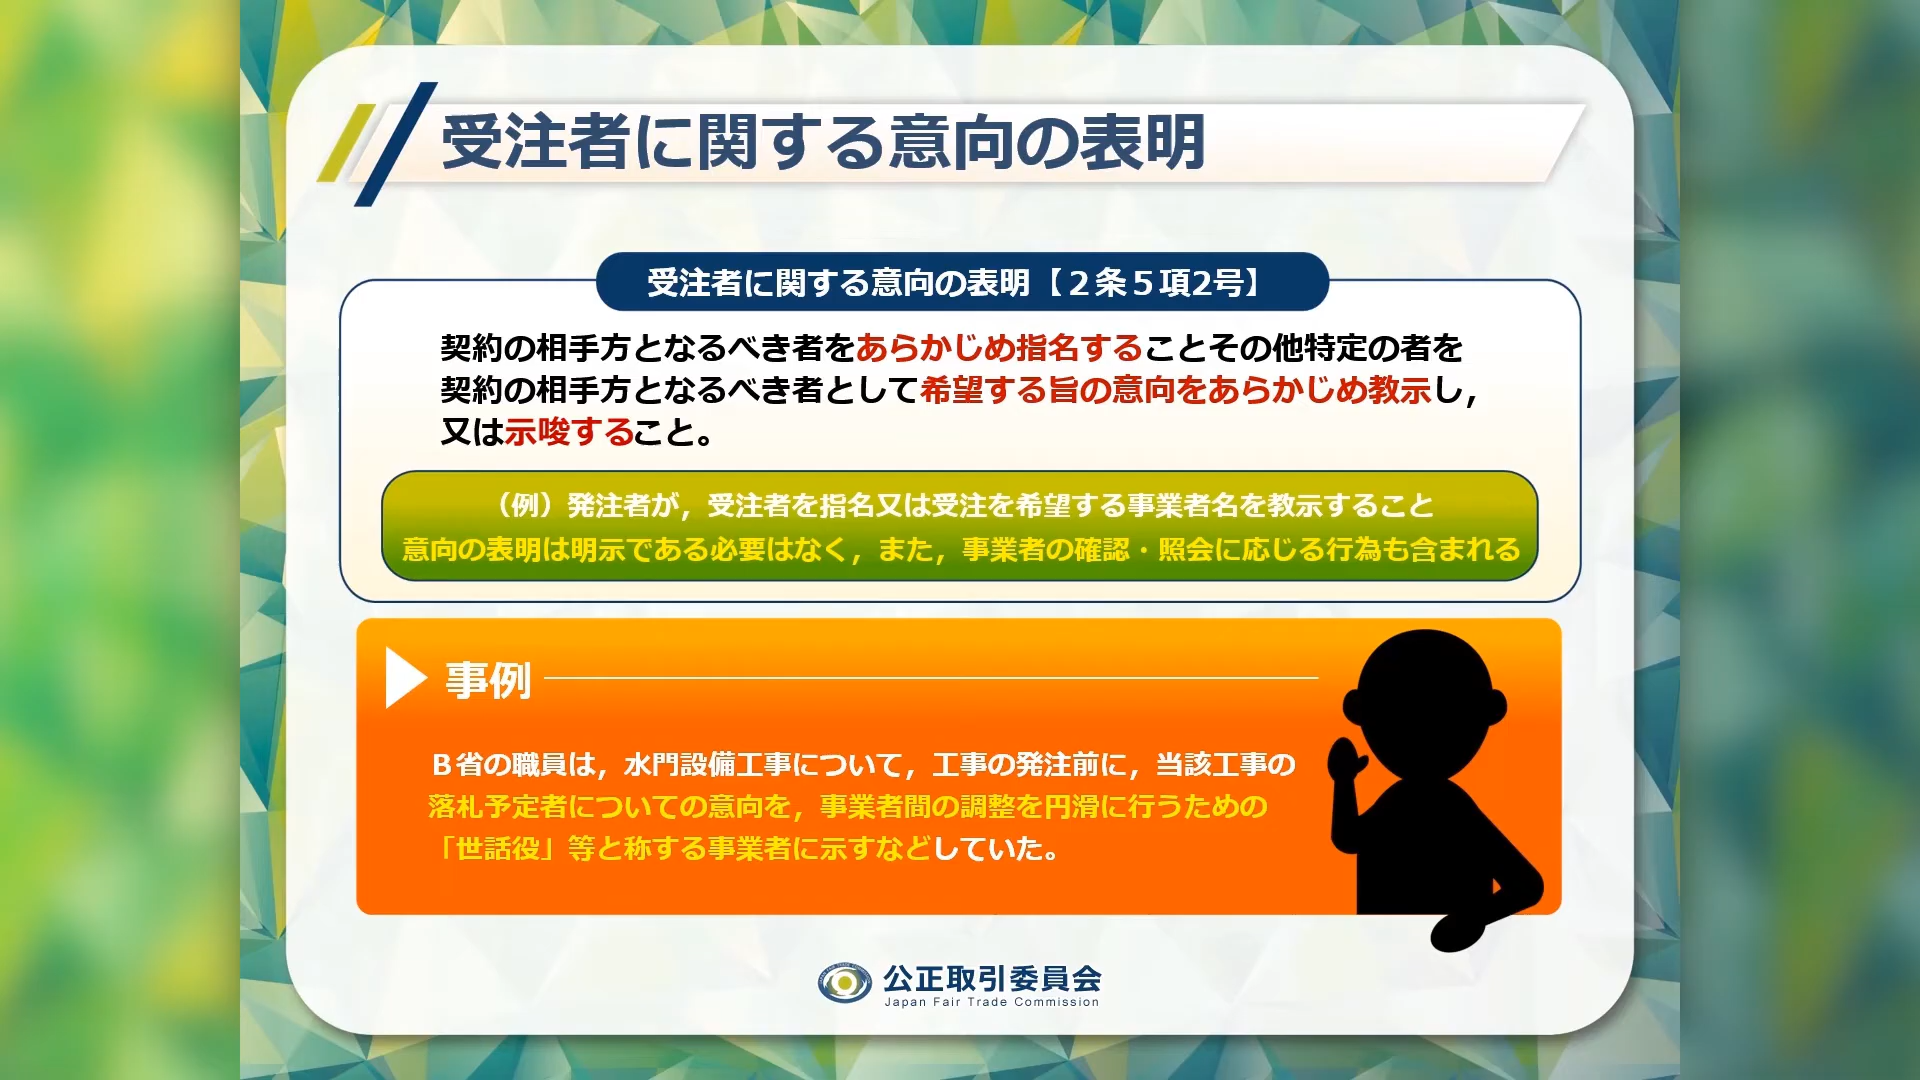 受注者に関する意向の表明
受注者に関する意向の表明【２条５項2号】
契約の相手方となるべき者をあらかじめ指名することその他特定の者を
契約の相手方となるべき者として希望する旨の意向をあらかじめ教示し，
又は示唆すること。
（例）発注者が，受注者を指名又は受注を希望する事業者名を教示すること
意向の表明は明示である必要はなく，また，事業者の確認・照会に応じる行為も含まれる
事例
Ｂ省の職員は，水門設備工事について，工事の発注前に，当該工事の
落札予定者についての意向を，事業者間の調整を円滑に行うための
「世話役」等と称する事業者に示すなどしていた。
公正取引委員会
Japan Fair Trade Commission